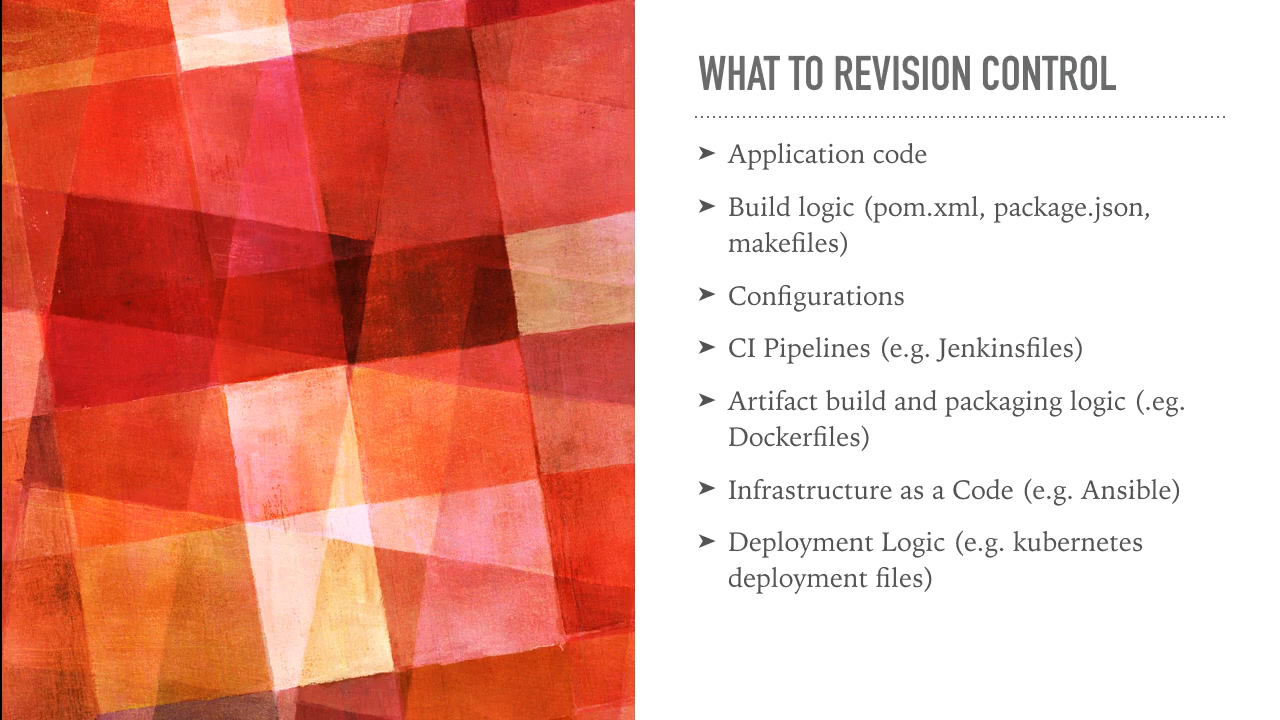 WHAT TO REVISION CONTROL
➤ Application code
➤ Build logic (pom.xml, package.json,
makefiles)
➤ Configurations
➤ CI Pipelines (e.g. Jenkinsfiles)
➤ Artifact build and packaging logic (.eg.
Dockerfiles)
➤ Infrastructure as a Code (e.g. Ansible)
➤ Deployment Logic (e.g. kubernetes
deployment files)